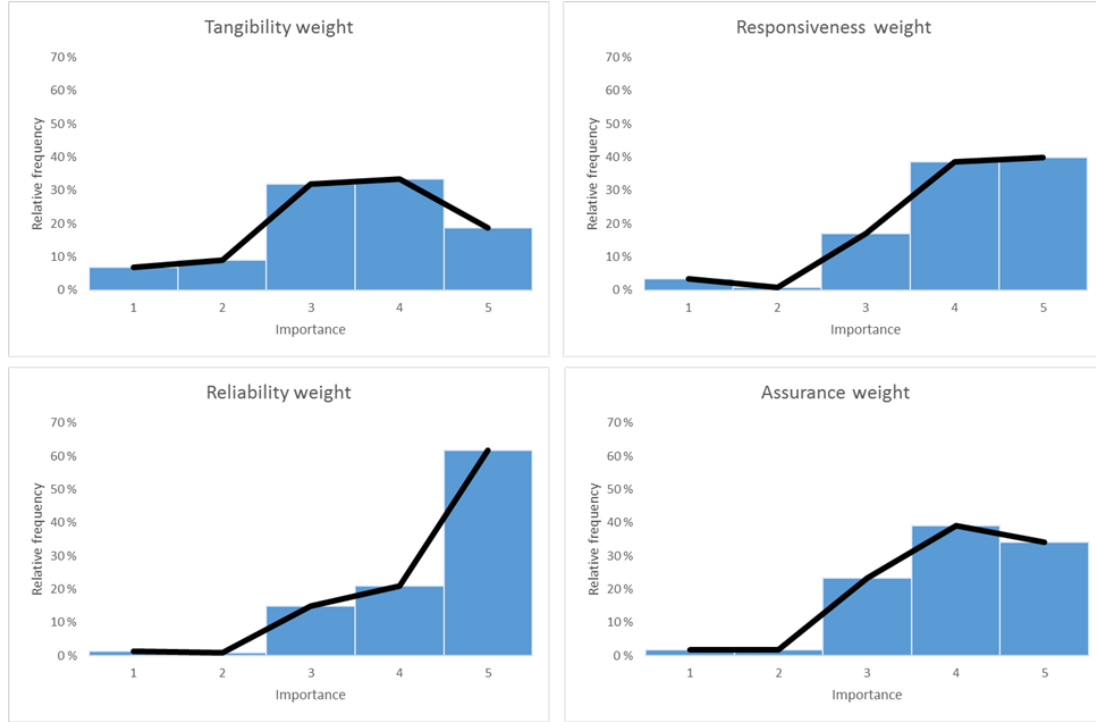 Tangibility weight
70%
60%
50%
40%
30%
20%
10%
0%
Relative frequency
1 2 3 4 5
Importance
Responsiveness weight
70%
60%
50%
40%
30%
20%
10%
0%
Relative frequency
1 2 3 4 5
Importance
Reliability weight
70%
60%
50%
40%
30%
20%
10%
0%
Relative frequency
1 2 3 4 5
Importance
Assurance weight
70%
60%
50%
40%
30%
20%
10%
0%
Relative frequency
1 2 3 4 5
Importance